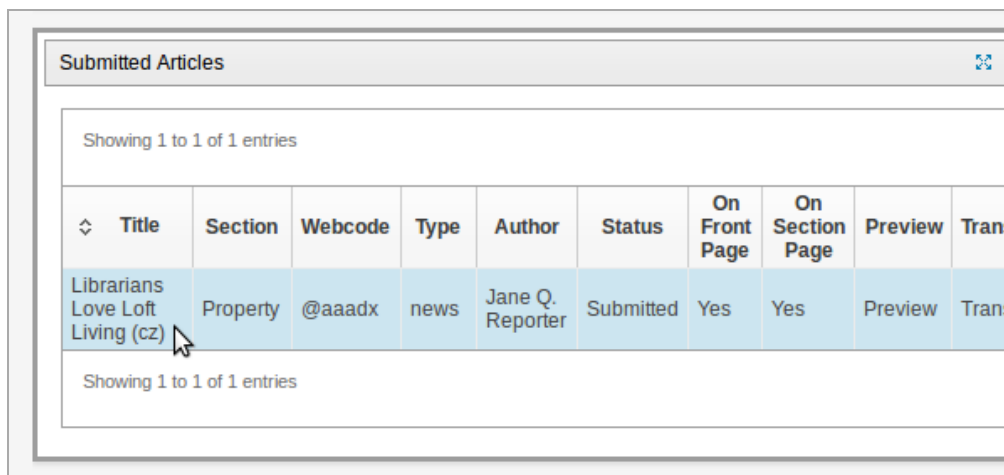 Submitted Articles
Showing 1 to 1 of 1 entries
Title Section Webcode Type Author Status On Front Page On Section Page Preview Trans
Librarians Love Loft Living (cz) Property @aaadx news Jane Q. Reporter Submitted Yes Yes Preview Trans
Showing 1 to 1 of 1 entries